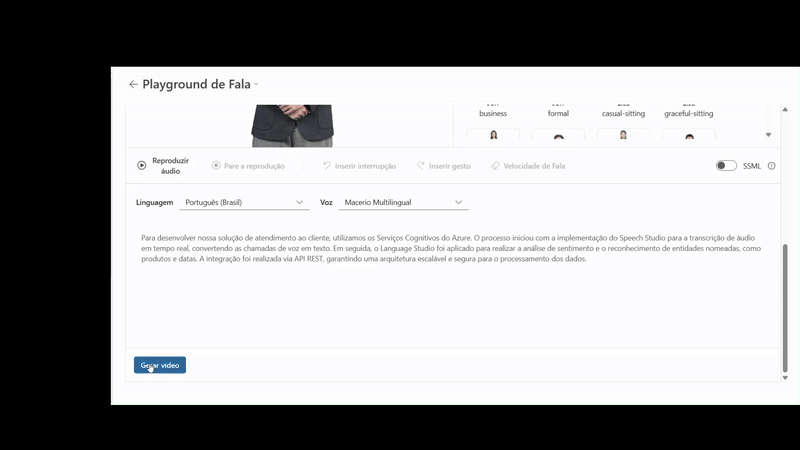 Playground de Fala
business
formal
casual-sitting
graceful-sitting
Reproduzir áudio
Pare a reprodução
Inserir interrupção
Inserir gesto
Velocidade de Fala
SSML
Linguagem
Português (Brasil)
Voz
Macerio Multilingual
Para desenvolver nossa solução de atendimento ao cliente, utilizamos os Serviços Cognitivos do Azure. O processo iniciou com a implementação do Speech Studio para a transcrição de áudio
em tempo real, convertendo as chamadas de voz em texto. Em seguida, o Language Studio foi aplicado para realizar a análise de sentimento e o reconhecimento de entidades nomeadas, como
produtos e datas. A integração foi realizada via API REST, garantindo uma arquitetura escalável e segura para o processamento dos dados.
Gerar vídeo